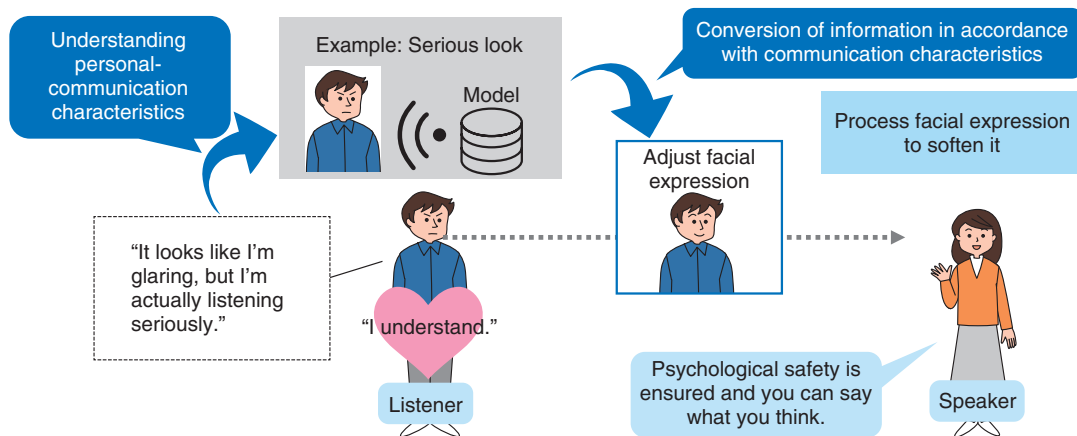 Understanding
personal-
communication
characteristics
Example: Serious look
Model
Conversion of information in accordance
with communication characteristics
Process facial expression
to soften it
Adjust facial
expression
“It looks like I’m
glaring, but I’m
actually listening
seriously.”
“I understand.”
Listener
Psychological safety is
ensured and you can say
what you think.
Speaker